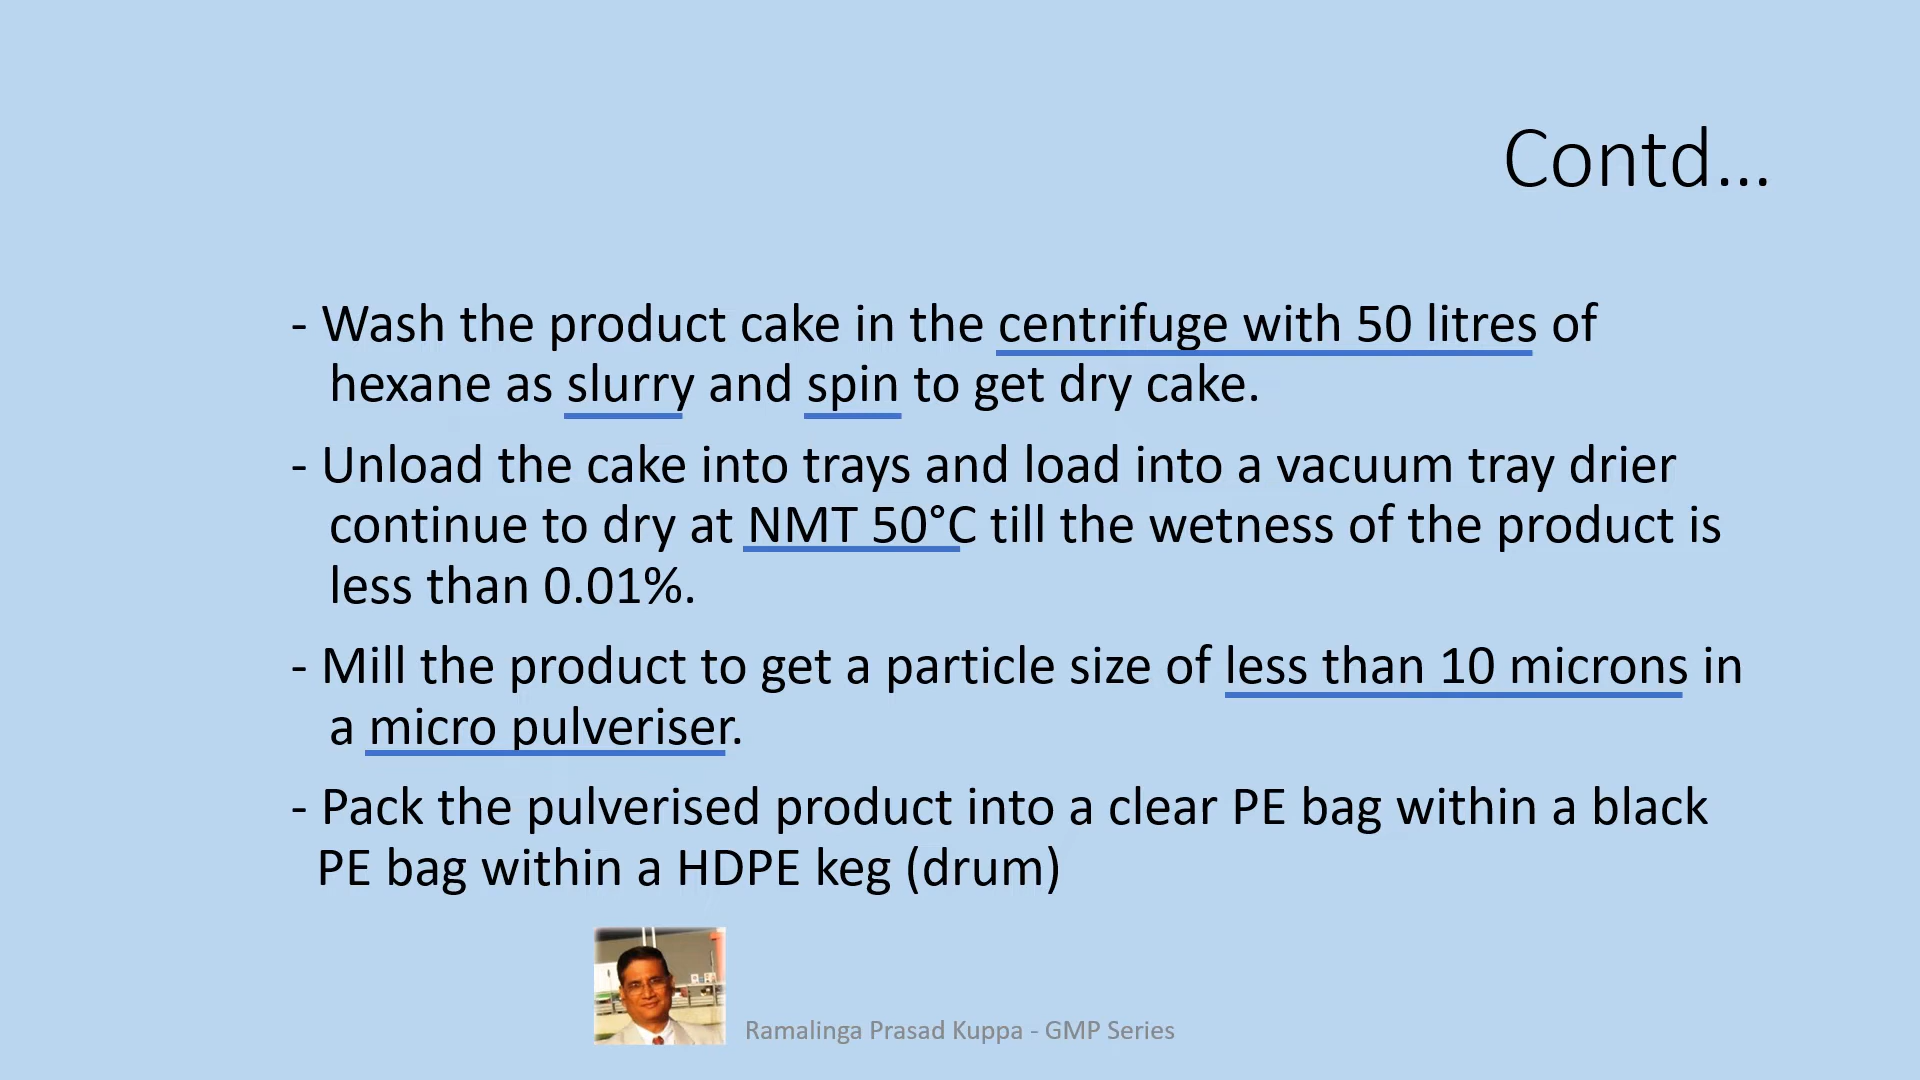 Contd...
- Wash the product cake in the centrifuge with 50 litres of
hexane as slurry and spin to get dry cake.
- Unload the cake into trays and load into a vacuum tray drier
continue to dry at NMT 50°C till the wetness of the product is
less than 0.01%.
- Mill the product to get a particle size of less than 10 microns in
a micro pulveriser.
- Pack the pulverised product into a clear PE bag within a black
PE bag within a HDPE keg (drum)
Ramalinga Prasad Kuppa - GMP Series